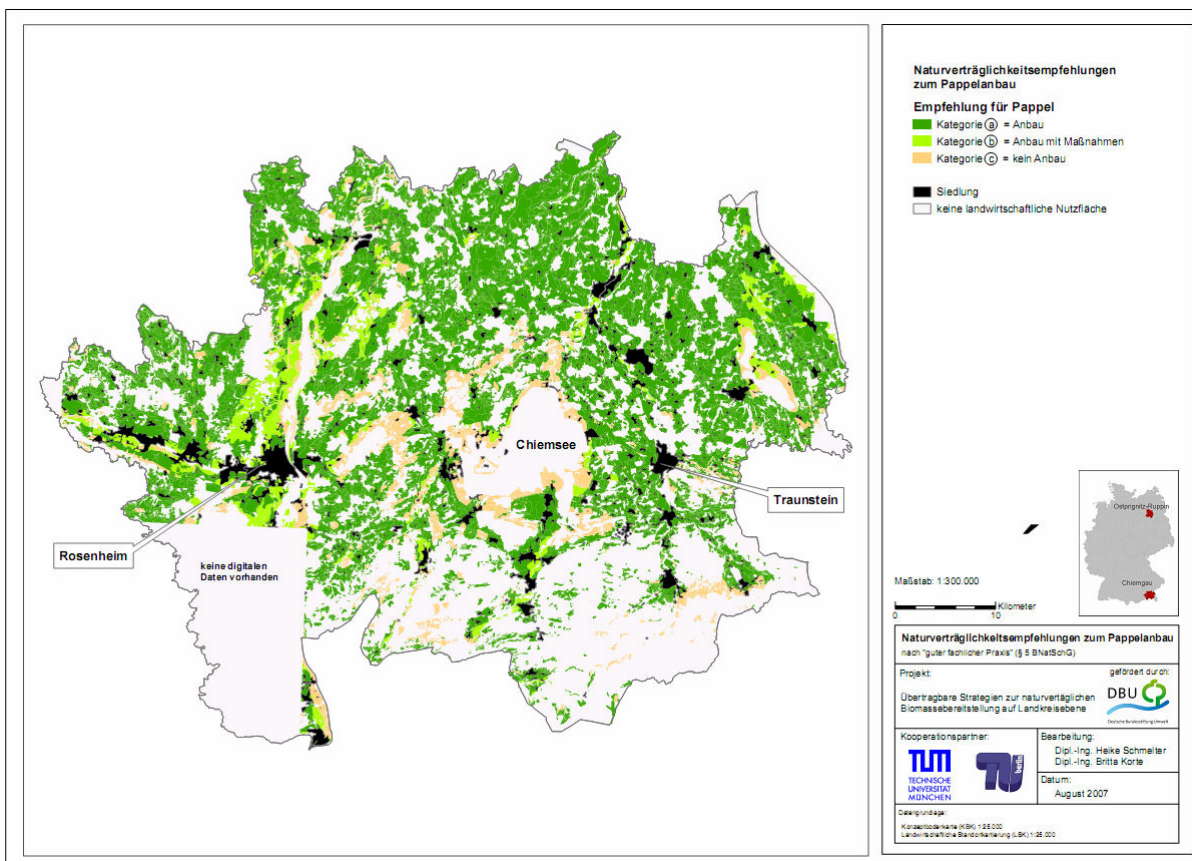 Chiemsee
Traunstein
Rosenheim
keine digitalen
Daten vorhanden
Naturverträglichkeitsempfehlungen
zum Pappelanbau
Empfehlung für Pappel
Kategorie a = Anbau
Kategorie b = Anbau mit Maßnahmen
Kategorie c = kein Anbau
Siedlung
keine landwirtschaftliche Nutzfläche
Ostprignitz-Ruppin
Chiemgau
Maßstab: 1:300.000
Kilometer
0 10
Naturverträglichkeitsempfehlungen zum Pappelanbau
nach "guter fachlicher Praxis" (§ 5 BNatSchG)
Projekt:
gefördert durch:
Übertragbare Strategien zur naturverträglichen
Biomassebereitstellung auf Landkreisebene
DBU
Deutsche Bundesstiftung Umwelt
Kooperationspartner:
TUM
TECHNISCHE
UNIVERSITÄT
MÜNCHEN
TU berlin
Bearbeitung:
Dipl.-Ing. Heike Schmelter
Dipl.-Ing. Britta Korte
Datum:
August 2007
Datengrundlage:
Konzeptbodenkarte (KBK) 1:25.000
Landwirtschaftliche Standortkartierung (LSK) 1:25.000